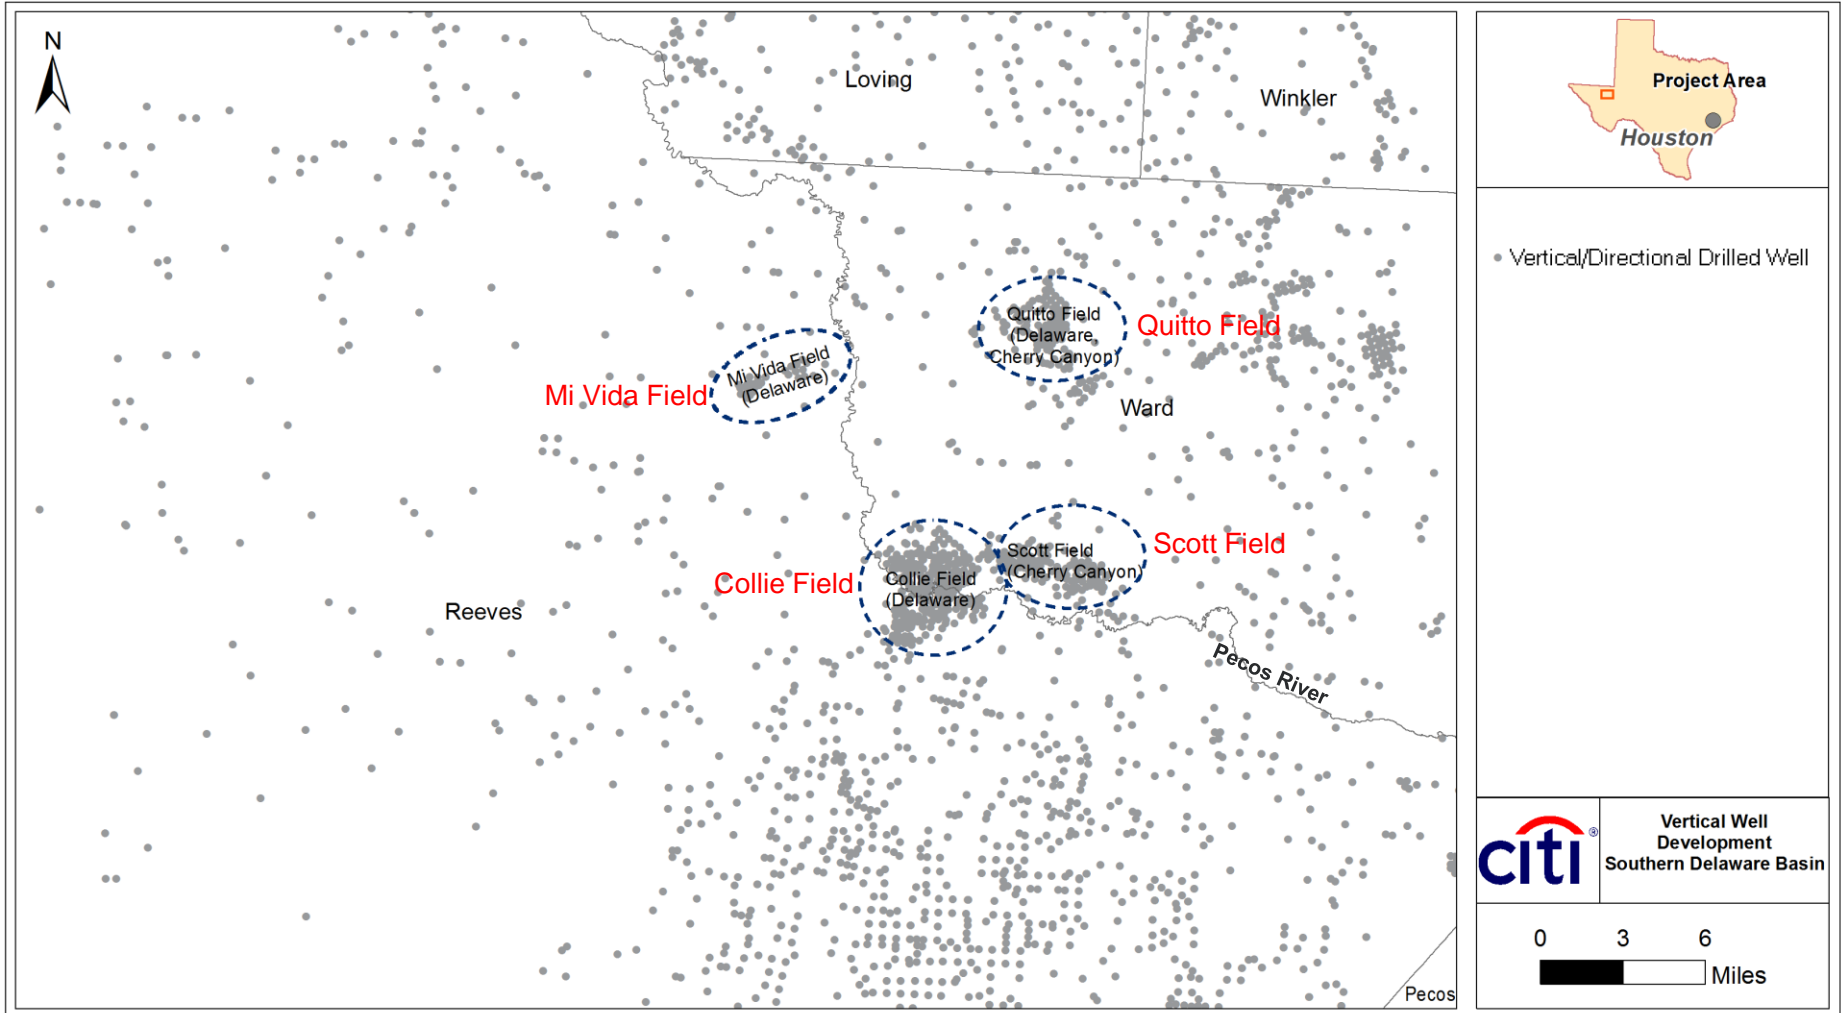 N
Loving
Winkler
Project Area
Houston
Vertical/Directional Drilled Well
Quitto Field
(Delaware,
Cherry Canyon)
Quitto Field
Mi Vida Field
(Delaware)
Mi Vida Field
Ward
Scott Field
(Cherry Canyon)
Scott Field
Collie Field
(Delaware)
Collie Field
Reeves
Pecos River
Pecos
citi®
Vertical Well
Development
Southern Delaware Basin
0 3 6
Miles